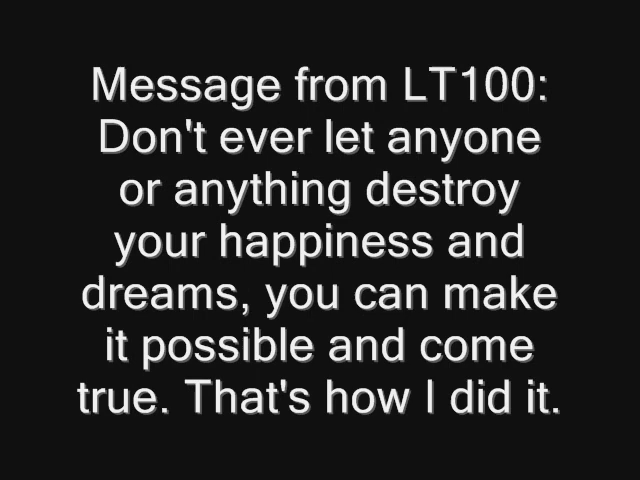 Message from LT100:
Don't ever let anyone
or anything destroy
your happiness and
dreams, you can make
it possible and come
true. That's how I did it.